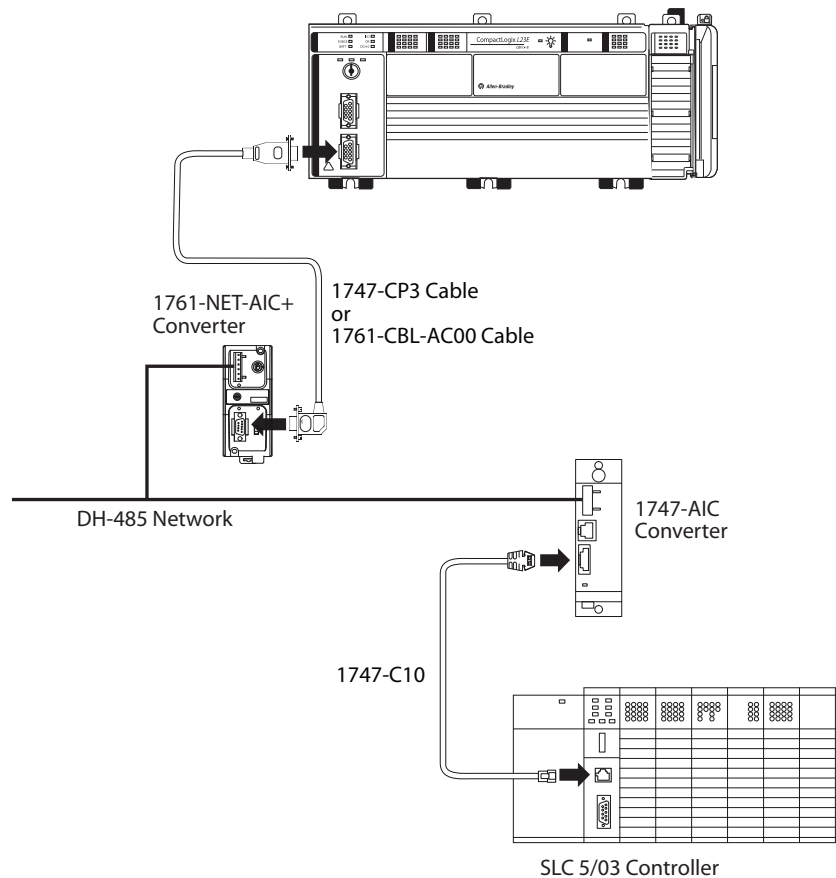 CompactLogix L23E
Allen-Bradley
1761-NET-AIC+
Converter
1747-CP3 Cable
or
1761-CBL-AC00 Cable
DH-485 Network
1747-AIC
Converter
1747-C10
SLC 5/03 Controller